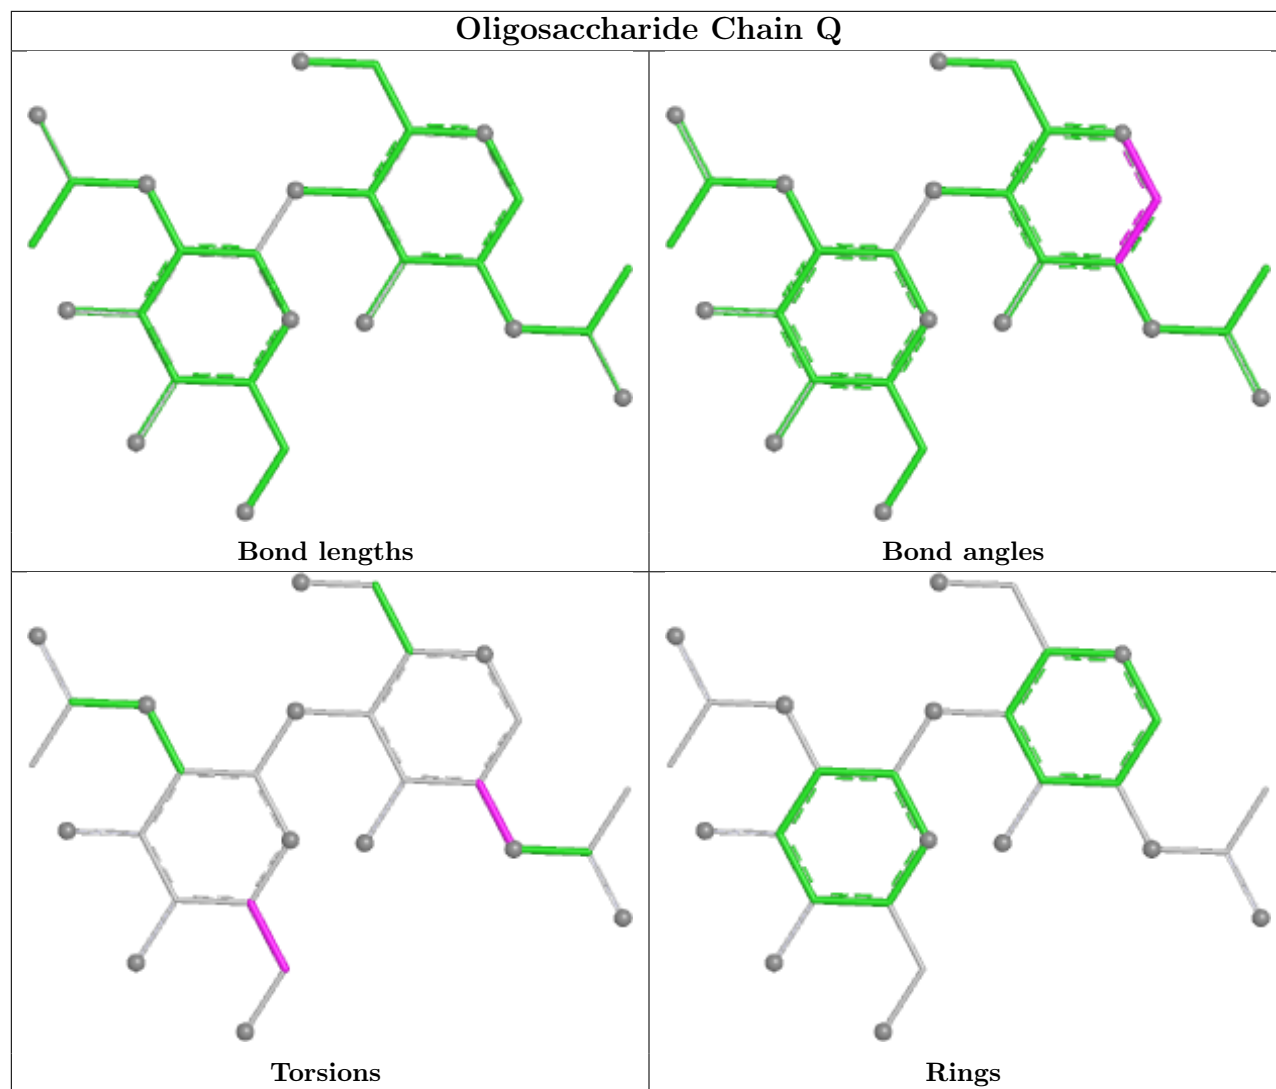 Oligosaccharide Chain Q
Bond lengths
Bond angles
Torsions
Rings